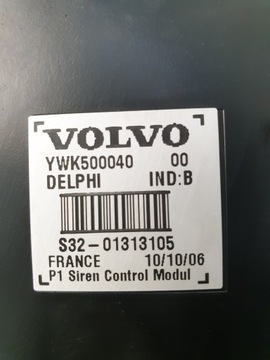 VOLVO
YWK500040 00
DELPHI IND:B
S32-01313105
FRANCE 10/10/06
P1 Siren Control Modul